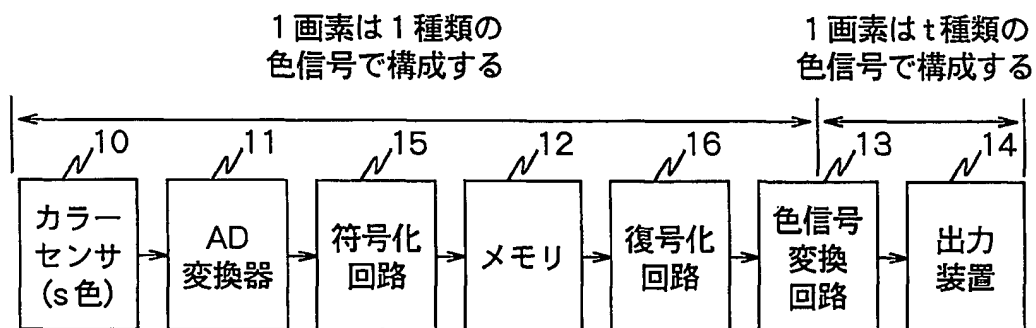 1画素は1種類の
色信号で構成する
1画素はt種類の
色信号で構成する
10
11
15
12
16
13
14
カラー
センサ
(s色)
AD
変換器
符号化
回路
メモリ
復号化
回路
色信号
変換
回路
出力
装置